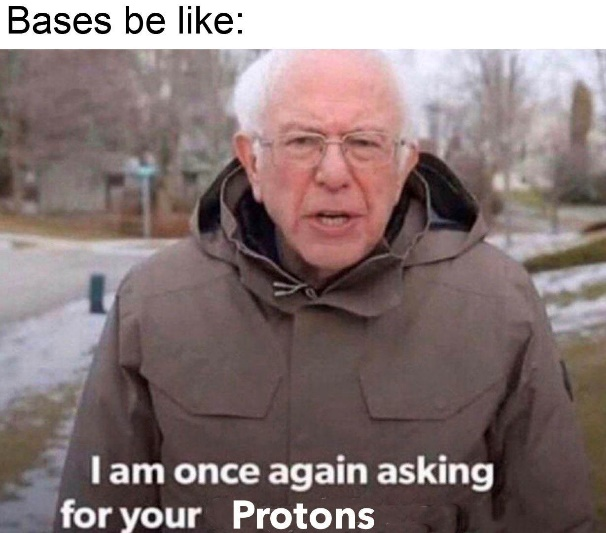 Bases be like:
I am once again asking
for your Protons